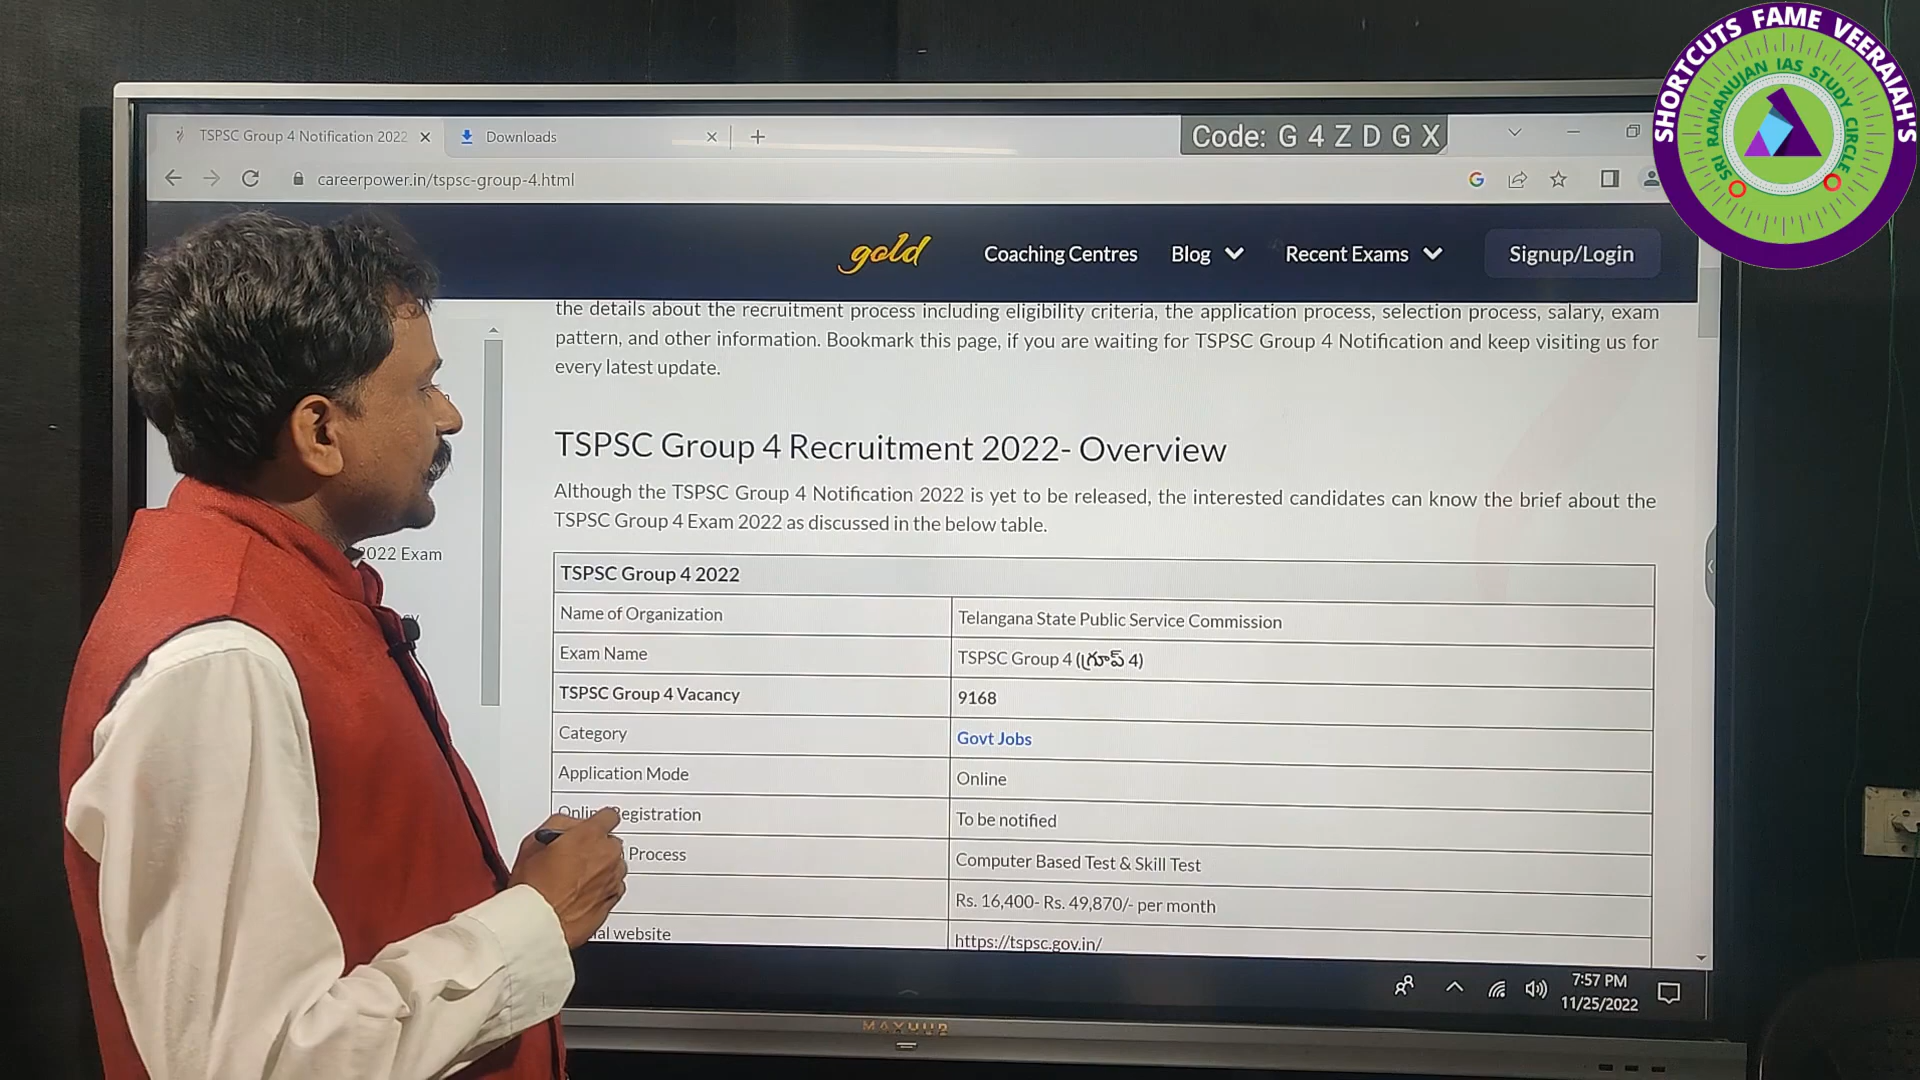 SHORTCUTS FAME VEERAIAH'S
SRI RAMANUJAN IAS STUDY CIRCLE
TSPSC Group 4 Notification 2022
Downloads
Code: G 4 Z D G X
careerpower.in/tspsc-group-4.html
gold
Coaching Centres
Blog
Recent Exams
Signup/Login
the details about the recruitment process including eligibility criteria, the application process, selection process, salary, exam
pattern, and other information. Bookmark this page, if you are waiting for TSPSC Group 4 Notification and keep visiting us for
every latest update.
TSPSC Group 4 Recruitment 2022- Overview
Although the TSPSC Group 4 Notification 2022 is yet to be released, the interested candidates can know the brief about the
TSPSC Group 4 Exam 2022 as discussed in the below table.
2022 Exam
TSPSC Group 4 2022
Name of Organization Telangana State Public Service Commission
Exam Name TSPSC Group 4 (గ్రూప్ 4)
TSPSC Group 4 Vacancy 9168
Category Govt Jobs
Application Mode Online
Online Registration To be notified
Process Computer Based Test & Skill Test
Rs. 16,400- Rs. 49,870/- per month
website https://tspsc.gov.in/
7:57 PM
11/25/2022
MAXHUB